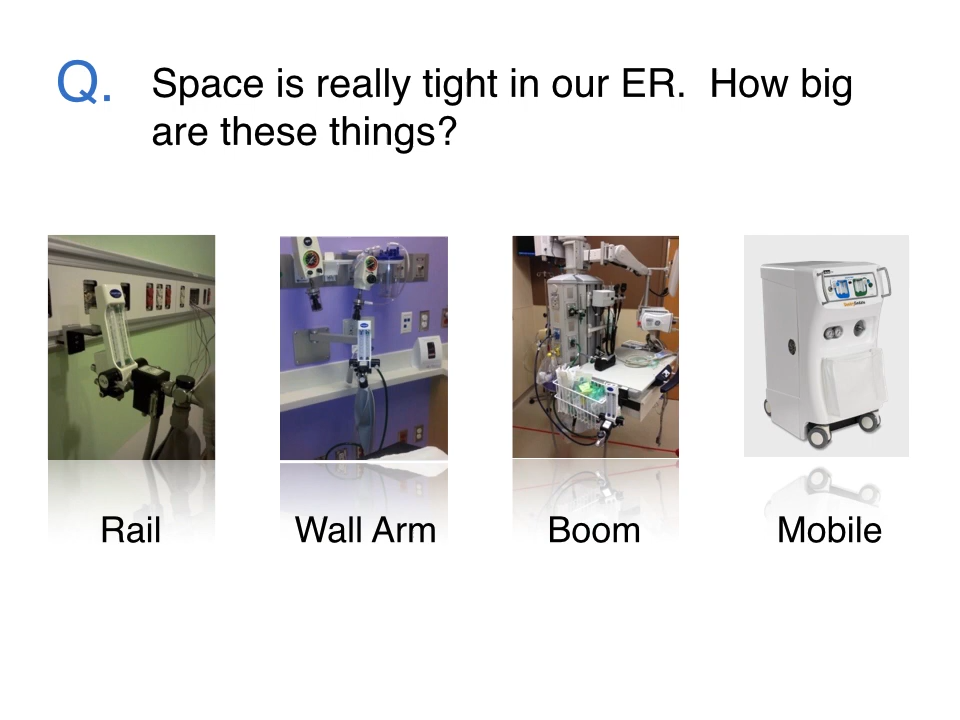 Q.
Space is really tight in our ER.  How big
are these things?
Rail
Wall Arm
Boom
Mobile